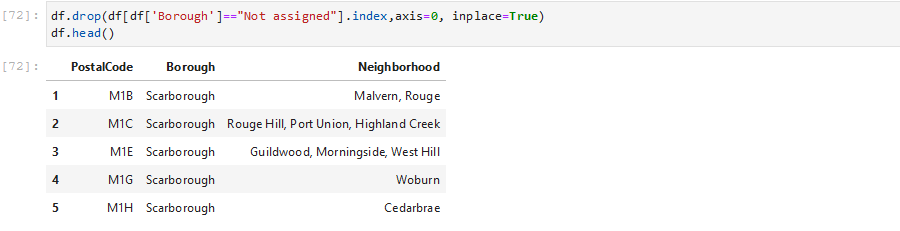 [72]: df.drop(df[df['Borough']=="Not assigned"].index,axis=0, inplace=True)
df.head()
[72]: PostalCode Borough Neighborhood
1 M1B Scarborough Malvern, Rouge
2 M1C Scarborough Rouge Hill, Port Union, Highland Creek
3 M1E Scarborough Guildwood, Morningside, West Hill
4 M1G Scarborough Woburn
5 M1H Scarborough Cedarbrae